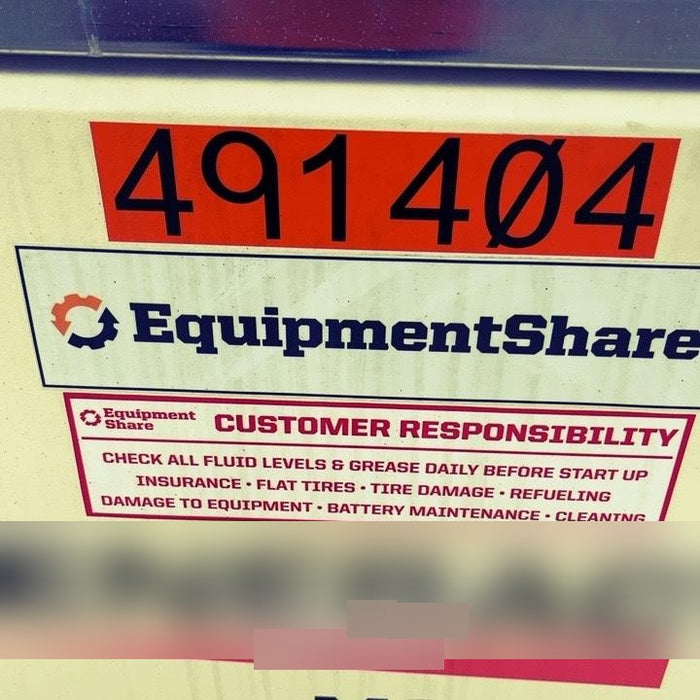 491404
EquipmentShare
Equipment
Share
CUSTOMER RESPONSIBILITY
CHECK ALL FLUID LEVELS & GREASE DAILY BEFORE START UP
INSURANCE • FLAT TIRES • TIRE DAMAGE • REFUELING
DAMAGE TO EQUIPMENT • BATTERY MAINTENANCE • CLEANING